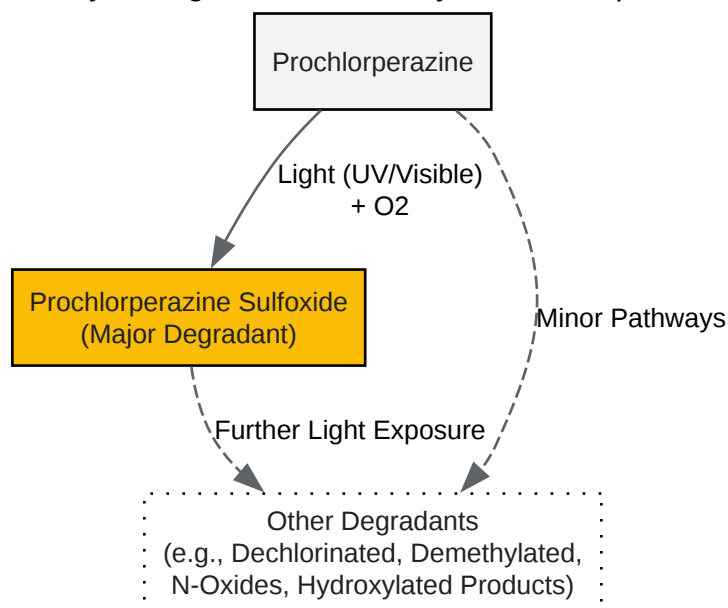 Prochlorperazine
Light (UV/Visible)
+ O2
Prochlorperazine Sulfoxide
(Major Degradant)
Minor Pathways
Further Light Exposure
Other Degradants
(e.g., Dechlorinated, Demethylated,
N-Oxides, Hydroxylated Products)